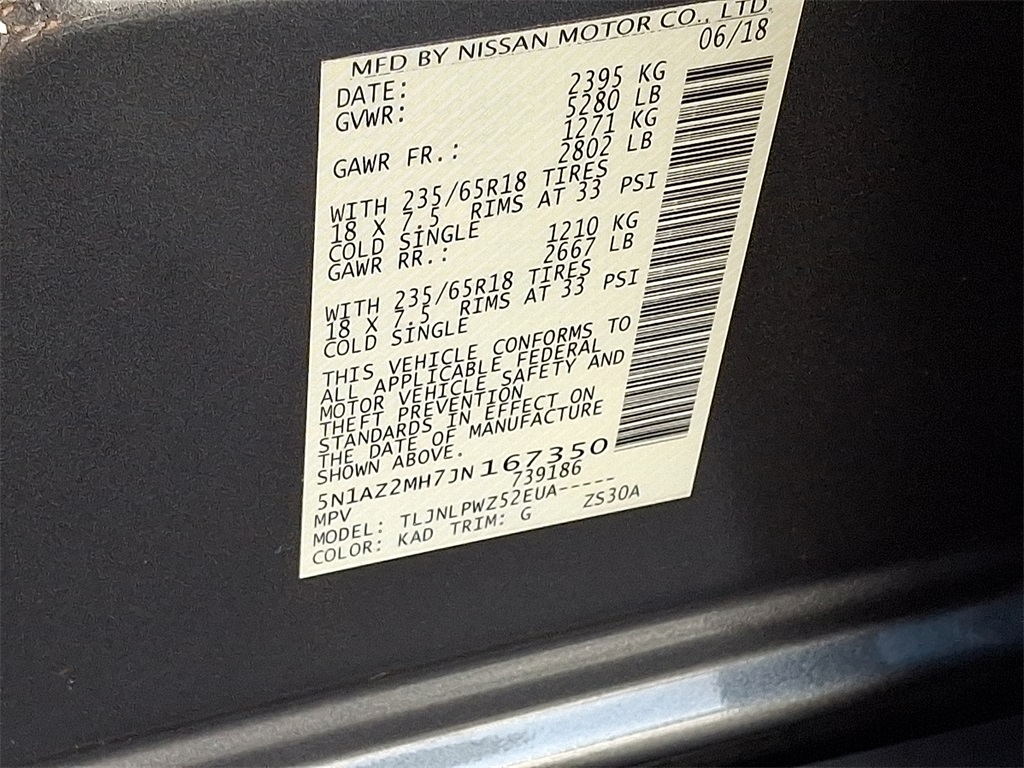 MFD BY NISSAN MOTOR CO., LTD.
DATE: 06/18
GVWR: 2395 KG
5280 LB
GAWR FR.: 1271 KG
2802 LB
WITH 235/65R18 TIRES
18 X 7.5 RIMS AT 33 PSI
COLD SINGLE
GAWR RR.: 1210 KG
2667 LB
WITH 235/65R18 TIRES
18 X 7.5 RIMS AT 33 PSI
COLD SINGLE
THIS VEHICLE CONFORMS TO
ALL APPLICABLE FEDERAL
MOTOR VEHICLE SAFETY AND
THEFT PREVENTION
STANDARDS IN EFFECT ON
THE DATE OF MANUFACTURE
SHOWN ABOVE.
5N1AZ2MH7JN167350
MPV 739186
MODEL: TLJNLPWZ52EUA-----
COLOR: KAD TRIM: G ZS30A